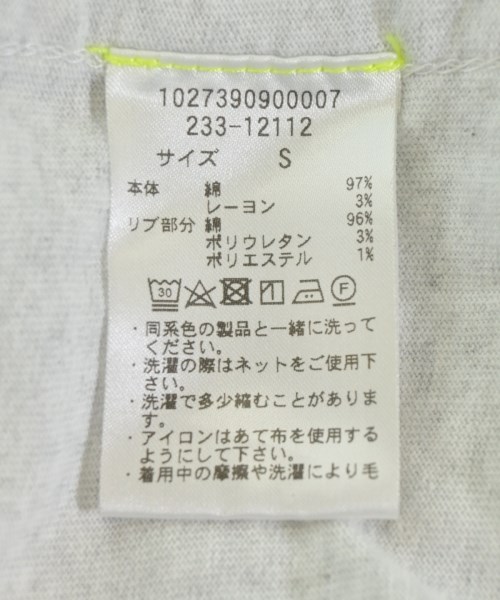 1027390900007
233-12112
サイズ S
本体 綿 97%
レーヨン 3%
リブ部分 綿 96%
ポリウレタン 3%
ポリエステル 1%
30 F
・同系色の製品と一緒に洗って
ください。
・洗濯の際はネットをご使用下
さい。
・洗濯で多少縮むことがありま
す。
・アイロンはあて布を使用する
ようにして下さい。
・着用中の摩擦や洗濯により毛